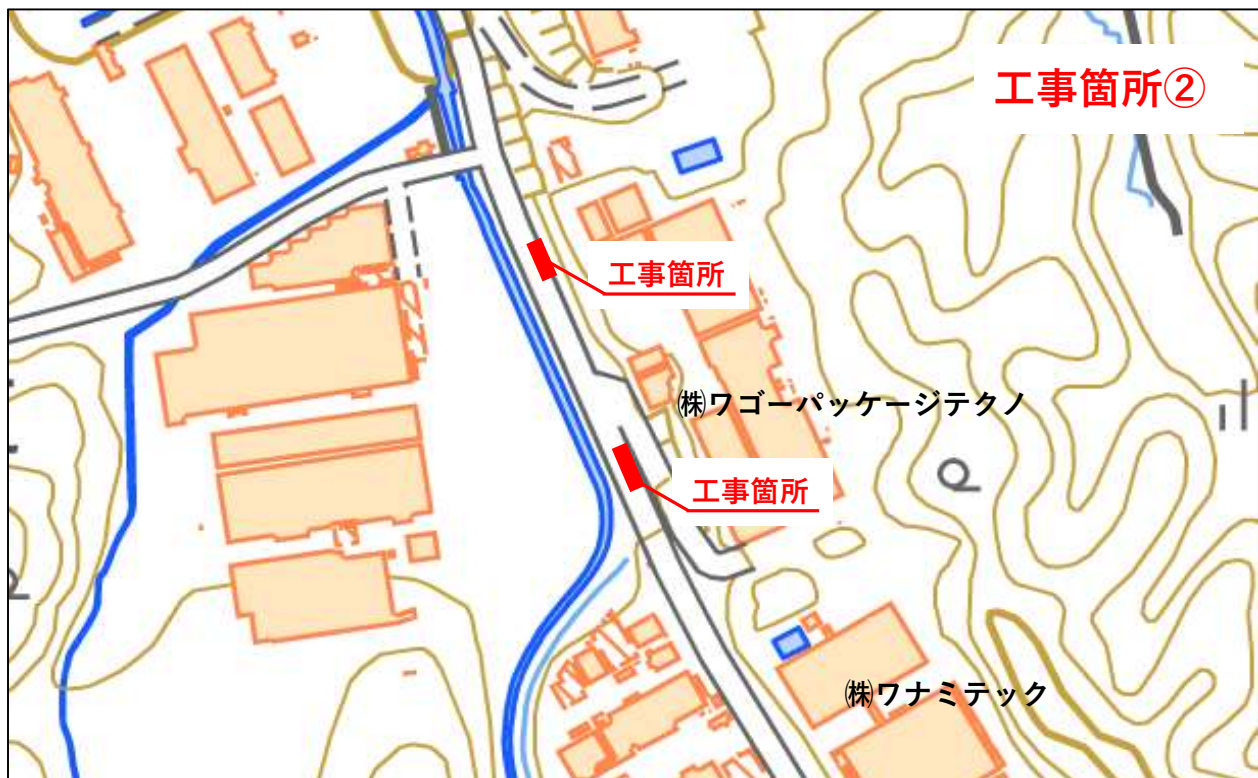 工事箇所②
工事箇所
㈱ワゴーパッケージテクノ
工事箇所
㈱ワナミテック